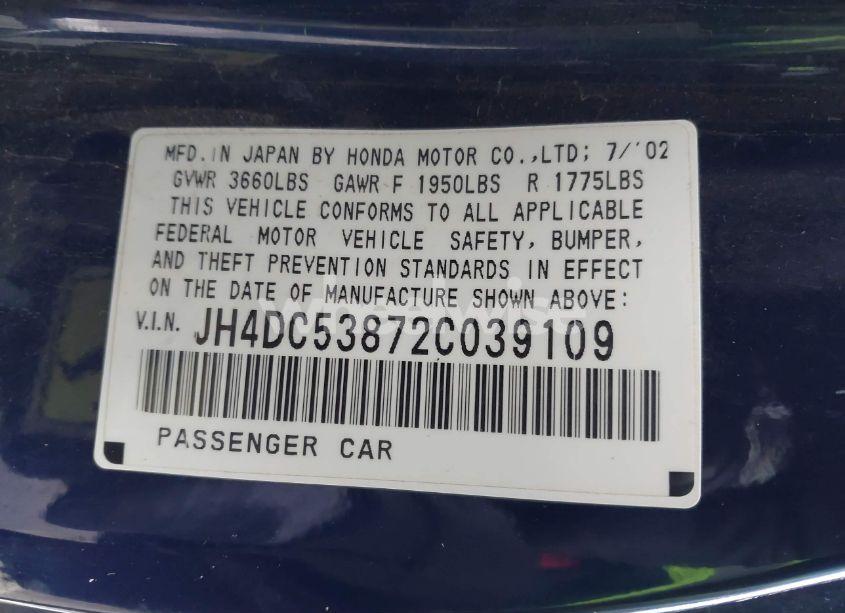 MFD. IN JAPAN BY HONDA MOTOR CO.,LTD; 7/'02
GVWR 3660LBS GAWR F 1950LBS R 1775LBS
THIS VEHICLE CONFORMS TO ALL APPLICABLE
FEDERAL MOTOR VEHICLE SAFETY, BUMPER,
AND THEFT PREVENTION STANDARDS IN EFFECT
ON THE DATE OF MANUFACTURE SHOWN ABOVE:
V.I.N. JH4DC53872C039109
wheelwise
PASSENGER CAR